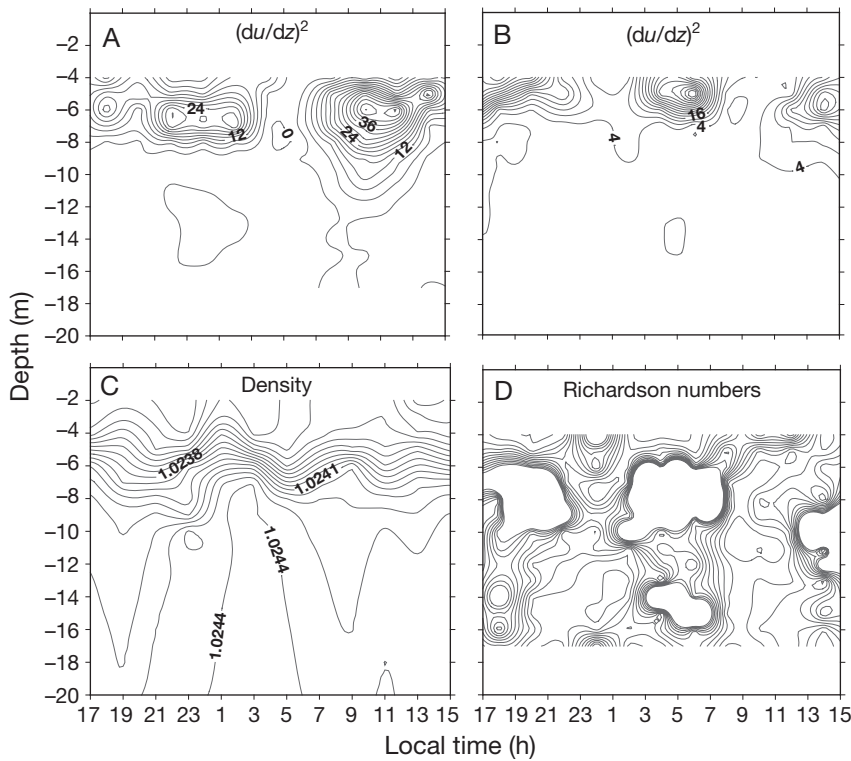 A
(du/dz)2
B
(du/dz)2
−2
−4
−6
−8
−10
−12
−14
−16
−18
−20
24
12
0
36
24
12
16
4
4
4
C
Density
D
Richardson numbers
−2
−4
−6
−8
−10
−12
−14
−16
−18
−20
1.0238
1.0241
1.0244
1.0244
Depth (m)
17 19 21 23 1 3 5 7 9 11 13 15
17 19 21 23 1 3 5 7 9 11 13 15
Local time (h)